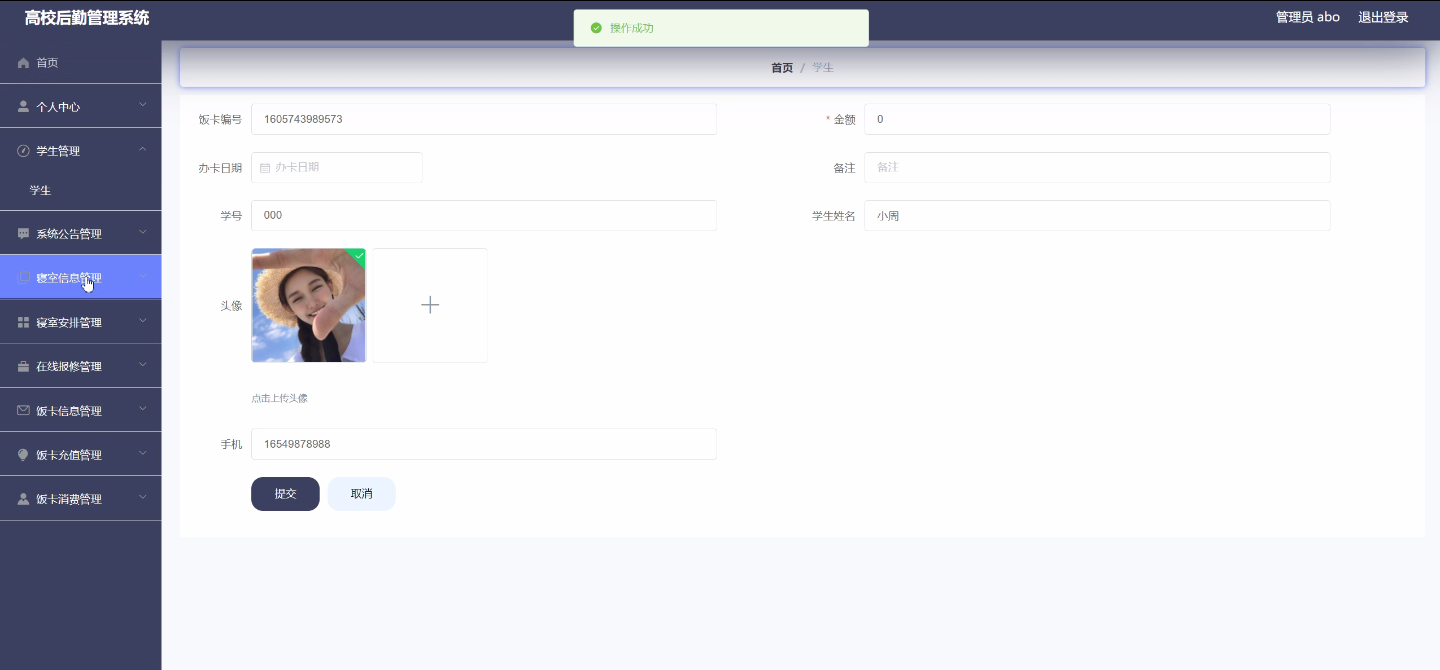 高校后勤管理系统
操作成功
管理员 abo
退出登录
首页
个人中心
学生管理
学生
系统公告管理
寝室信息管理
寝室安排管理
在线报修管理
饭卡信息管理
饭卡充值管理
饭卡消费管理
首页 / 学生
饭卡编号 1605743989573
* 金额 0
办卡日期 办卡日期
备注 备注
学号 000
学生姓名 小周
头像
点击上传头像
手机 16549878988
提交
取消